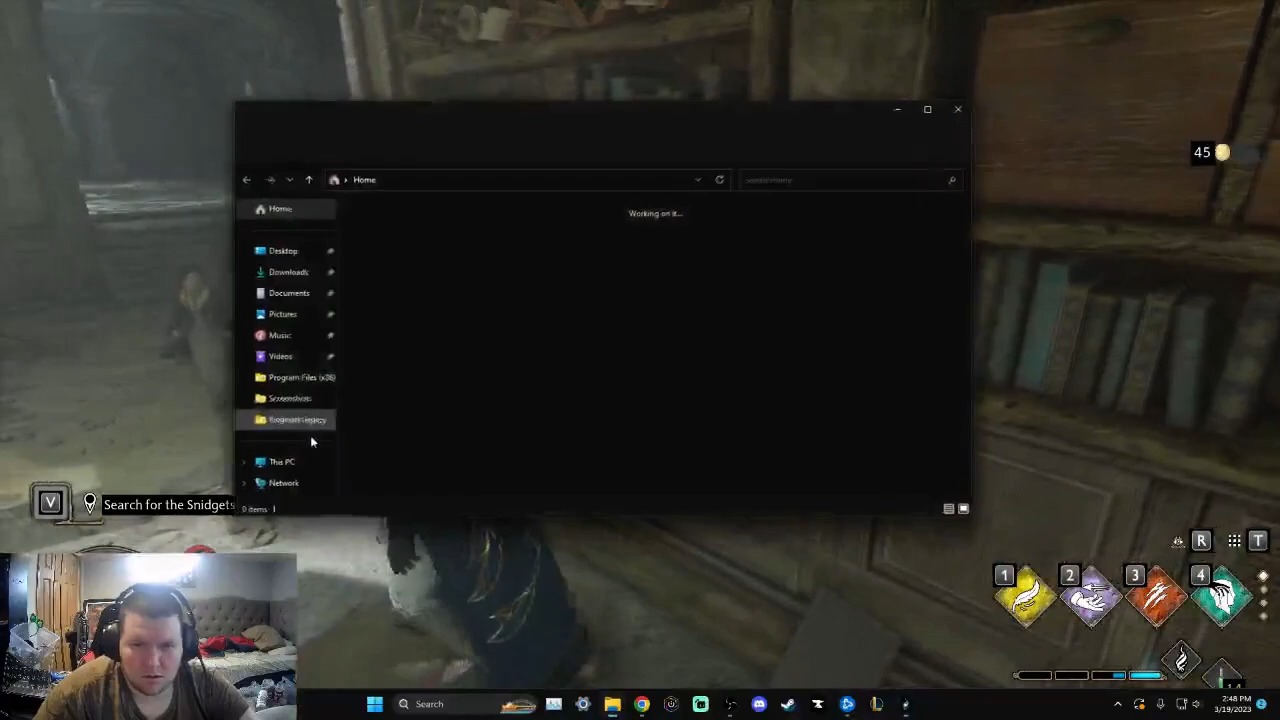 45
Home
Home
Working on it...
Desktop
Downloads
Documents
Pictures
Music
Videos
Program Files (x86)
Screenshots
This PC
Network
V
Search for the Snidgets
0 items
R
T
1
2
3
4
Search
2:48 PM
3/19/2023